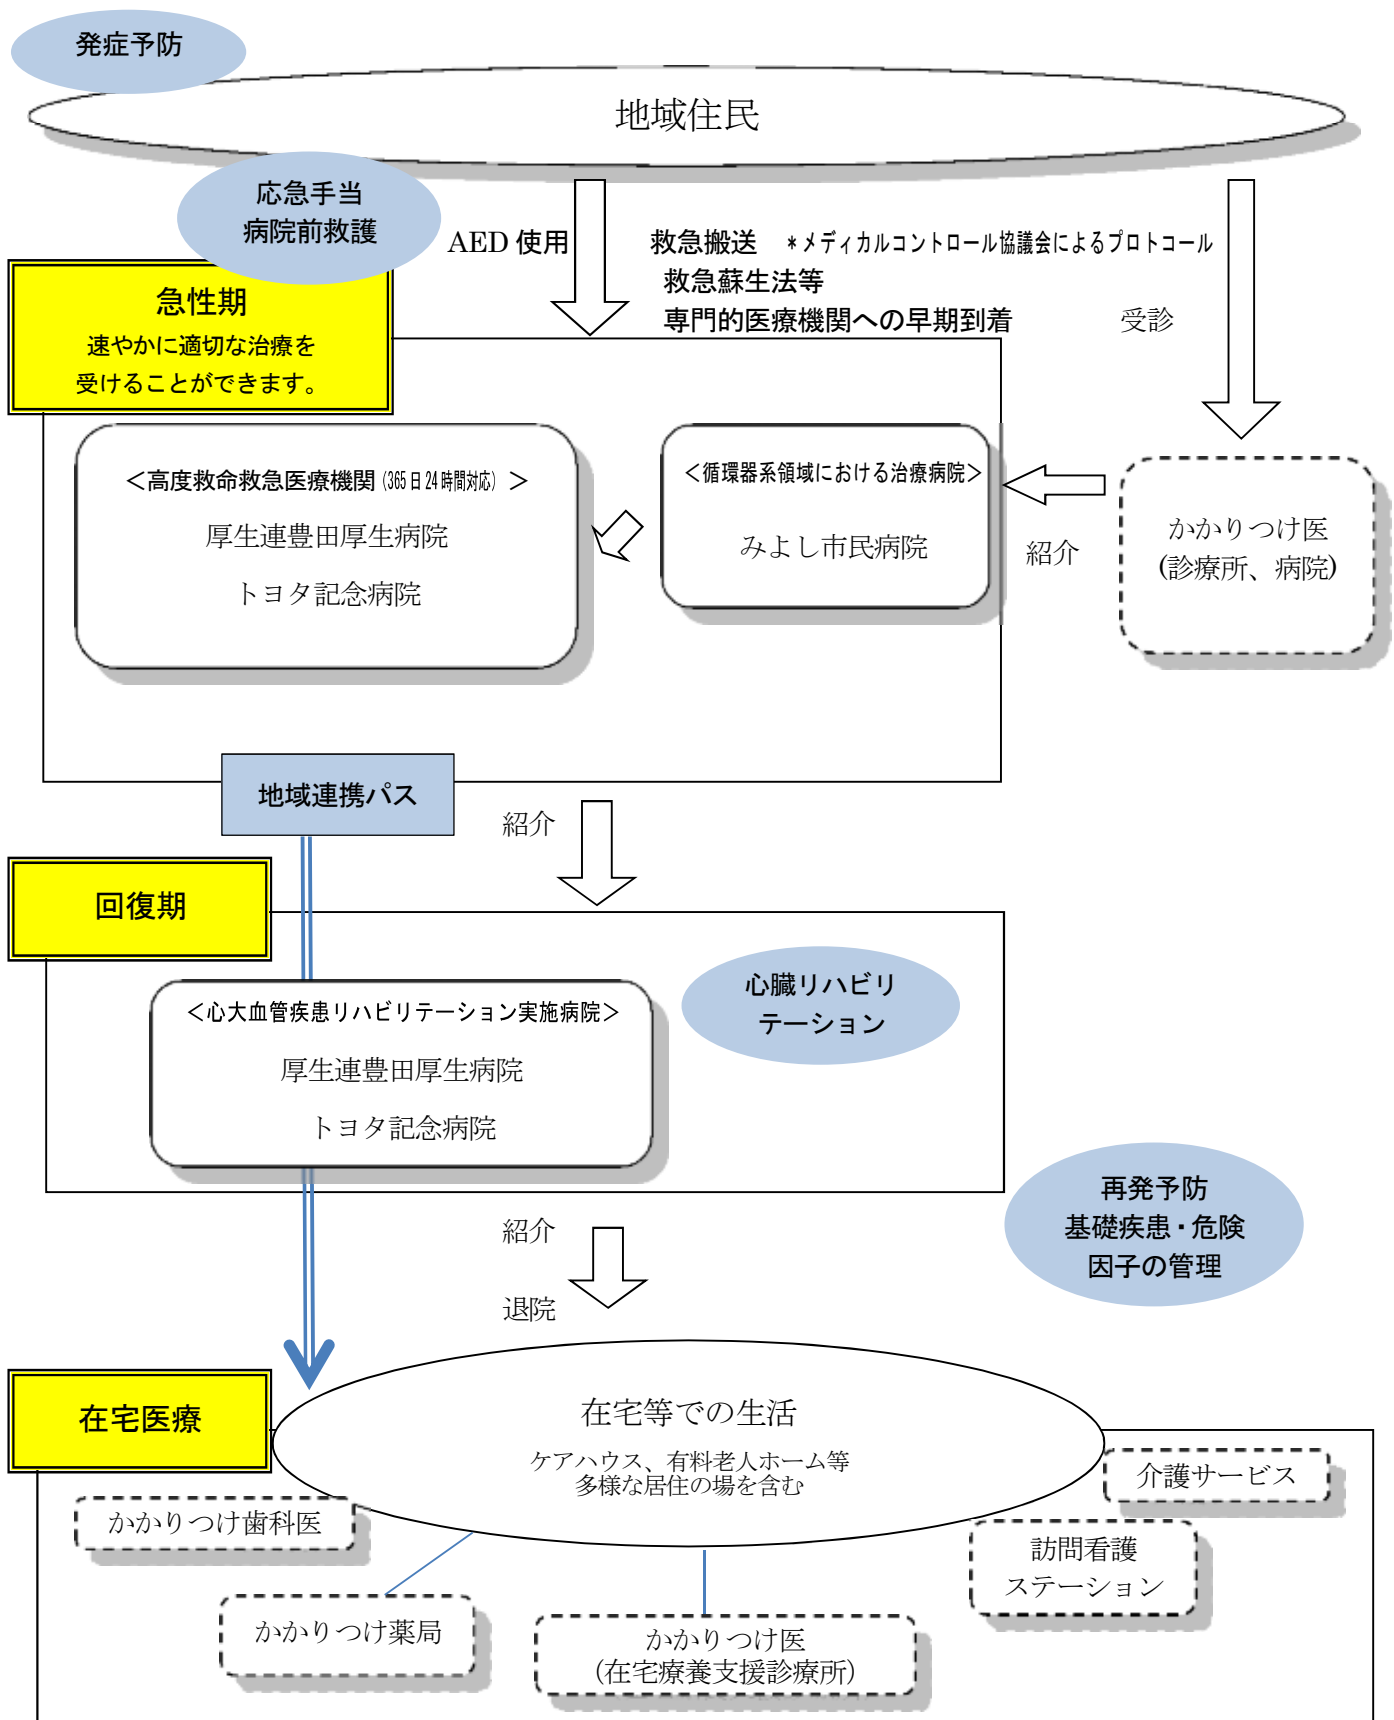 発症予防
地域住民
応急手当
病院前救護
AED 使用
救急搬送　＊メディカルコントロール協議会によるプロトコール
救急蘇生法等
専門的医療機関への早期到着
受診
急性期
速やかに適切な治療を
受けることができます。
＜高度救命救急医療機関（365日24時間対応）＞
厚生連豊田厚生病院
トヨタ記念病院
＜循環器系領域における治療病院＞
みよし市民病院
紹介
かかりつけ医
(診療所、病院)
地域連携パス
紹介
回復期
＜心大血管疾患リハビリテーション実施病院＞
厚生連豊田厚生病院
トヨタ記念病院
心臓リハビリ
テーション
再発予防
基礎疾患・危険
因子の管理
紹介
退院
在宅医療
在宅等での生活
ケアハウス、有料老人ホーム等
多様な居住の場を含む
介護サービス
かかりつけ歯科医
訪問看護
ステーション
かかりつけ薬局
かかりつけ医
(在宅療養支援診療所)